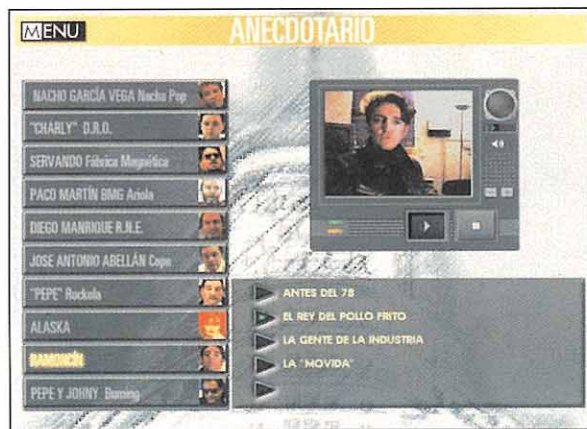 MENU
ANECDOTARIO
NACHO GARCÍA VEGA Nacha Pop
"CHARLY" D.R.O.
SERVANDO Fábrica Magnética
PACO MARTÍN BMG Ariola
DIEGO MANRIQUE R.N.E.
JOSE ANTONIO ABELLÁN Cope
"PEPE" Rockola
ALASKA
RAMONCÍN
PEPE Y JOHNY Burning
ANTES DEL 78
EL REY DEL POLLO FRITO
LA GENTE DE LA INDUSTRIA
LA "MOVIDA"